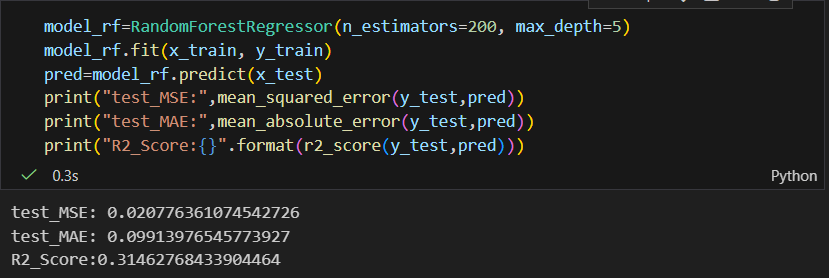 model_rf=RandomForestRegressor(n_estimators=200, max_depth=5)
model_rf.fit(x_train, y_train)
pred=model_rf.predict(x_test)
print("test_MSE:",mean_squared_error(y_test,pred))
print("test_MAE:",mean_absolute_error(y_test,pred))
print("R2_Score:{}".format(r2_score(y_test,pred)))
0.3s
Python
test_MSE: 0.020776361074542726
test_MAE: 0.09913976545773927
R2_Score:0.31462768433904464